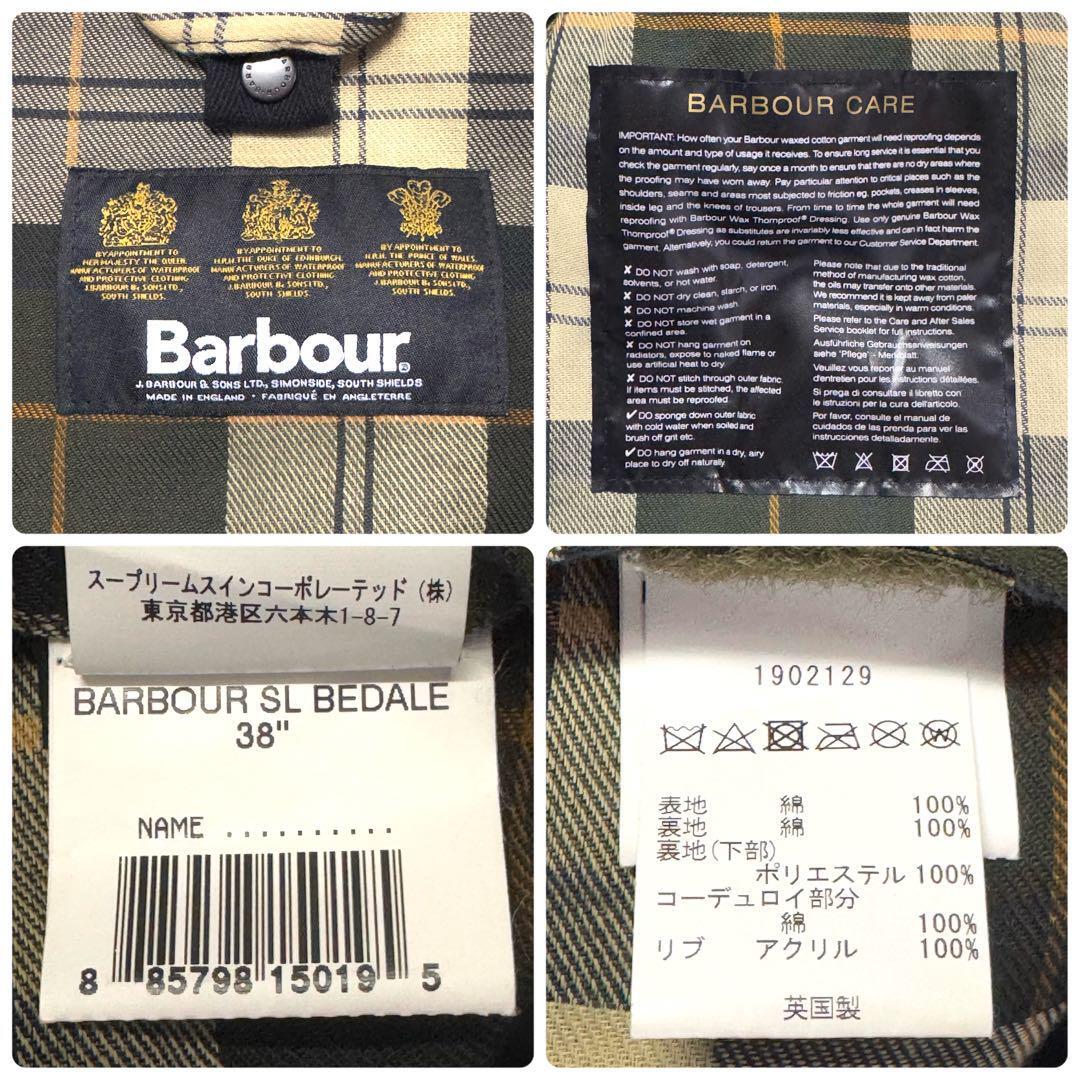 BARBOUR BARB
BY APPOINTMENT TO
HER MAJESTY THE QUEEN
MANUFACTURERS OF WATERPROOF
AND PROTECTIVE CLOTHING
J.BARBOUR & SONS LTD.,
SOUTH SHIELDS.
BY APPOINTMENT TO
H.R.H. THE DUKE OF EDINBURGH
MANUFACTURERS OF WATERPROOF
AND PROTECTIVE CLOTHING
J.BARBOUR & SONS LTD.,
SOUTH SHIELDS.
BY APPOINTMENT TO
H.R.H. THE PRINCE OF WALES
MANUFACTURERS OF WATERPROOF
AND PROTECTIVE CLOTHING
J.BARBOUR & SONS LTD.,
SOUTH SHIELDS.
Barbour®
J. BARBOUR & SONS LTD., SIMONSIDE, SOUTH SHIELDS
MADE IN ENGLAND • FABRIQUÉ EN ANGLETERRE
BARBOUR CARE
IMPORTANT: How often your Barbour waxed cotton garment will need reproofing depends
on the amount and type of usage it receives. To ensure long service it is essential that you
check the garment regularly, say once a month to ensure that there are no dry areas where
the proofing may have worn away. Pay particular attention to critical places such as the
shoulders, seams and areas most subjected to friction eg. pockets, creases in sleeves,
inside leg and the knees of trousers. From time to time the whole garment will need
reproofing with Barbour Wax Thornproof® Dressing. Use only genuine Barbour Wax
Thornproof® Dressing as substitutes are invariably less effective and can in fact harm the
garment. Alternatively, you could return the garment to our Customer Service Department.
✘ DO NOT wash with soap, detergent,
solvents, or hot water.
✘ DO NOT dry clean, starch, or iron.
✘ DO NOT machine wash.
✘ DO NOT store wet garment in a
confined area.
✘ DO NOT hang garment on
radiators, expose to naked flame or
use artificial heat to dry.
✘ DO NOT stitch through outer fabric.
If items must be stitched, the affected
area must be reproofed.
✔ DO sponge down outer fabric
with cold water when soiled and
brush off grit etc.
✔ DO hang garment in a dry, airy
place to dry off naturally.
Please note that due to the traditional
method of manufacturing wax cotton,
the oils may transfer onto other materials.
We recommend it is kept away from paler
materials, especially in warm conditions.
Please refer to the Care and After Sales
Service booklet for full instructions.
Ausführliche Gebrauchsanweisungen
siehe 'Pflege' - Merkblatt.
Veuillez vous reporter au manuel
d'entretien pour les instructions détaillées.
Si prega di consultare il libretto con
le istruzioni per la cura dell'articolo.
Por favor, consulte el manual de
cuidados de las prenda para ver las
instrucciones detalladamente.
スープリームスインコーポレーテッド(株)
東京都港区六本木1-8-7
BARBOUR SL BEDALE
38"
NAME ..........
8 85798 15019 5
1902129
表地 綿 100%
裏地 綿 100%
裏地(下部)
ポリエステル 100%
コーデュロイ部分
綿 100%
リブ アクリル 100%
英国製